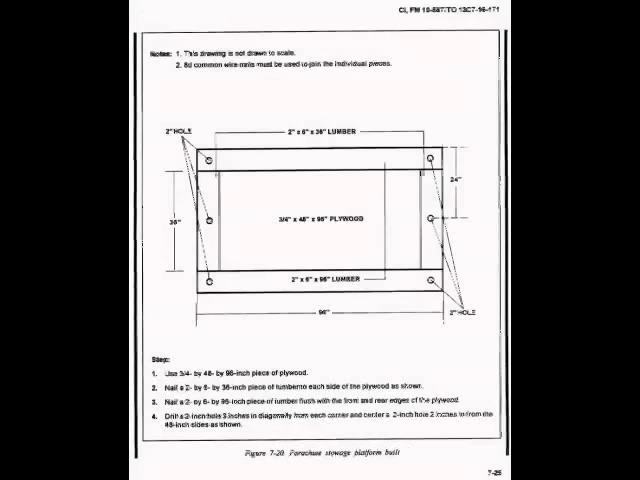 C1, FM 10-587/TO 13C7-16-171
Notes: 1. This drawing is not drawn to scale.
2. 8d common wire nails must be used to join the individual pieces.
2" HOLE
2" x 6" x 36" LUMBER
24"
36"
3/4" x 48" x 96" PLYWOOD
2" x 6" x 96" LUMBER
96"
2" HOLE
Step:
1. Use 3/4- by 48- by 96-inch piece of plywood.
2. Nail a 2- by 6- by 36-inch piece of lumber to each side of the plywood as shown.
3. Nail a 2- by 6- by 96-inch piece of lumber flush with the front and rear edges of the plywood.
4. Drill a 2-inch hole 3 inches in diagonally from each corner and center a 2-inch hole 2 inches in from the
48-inch sides as shown.
Figure 7-20. Parachute stowage platform built
7-25